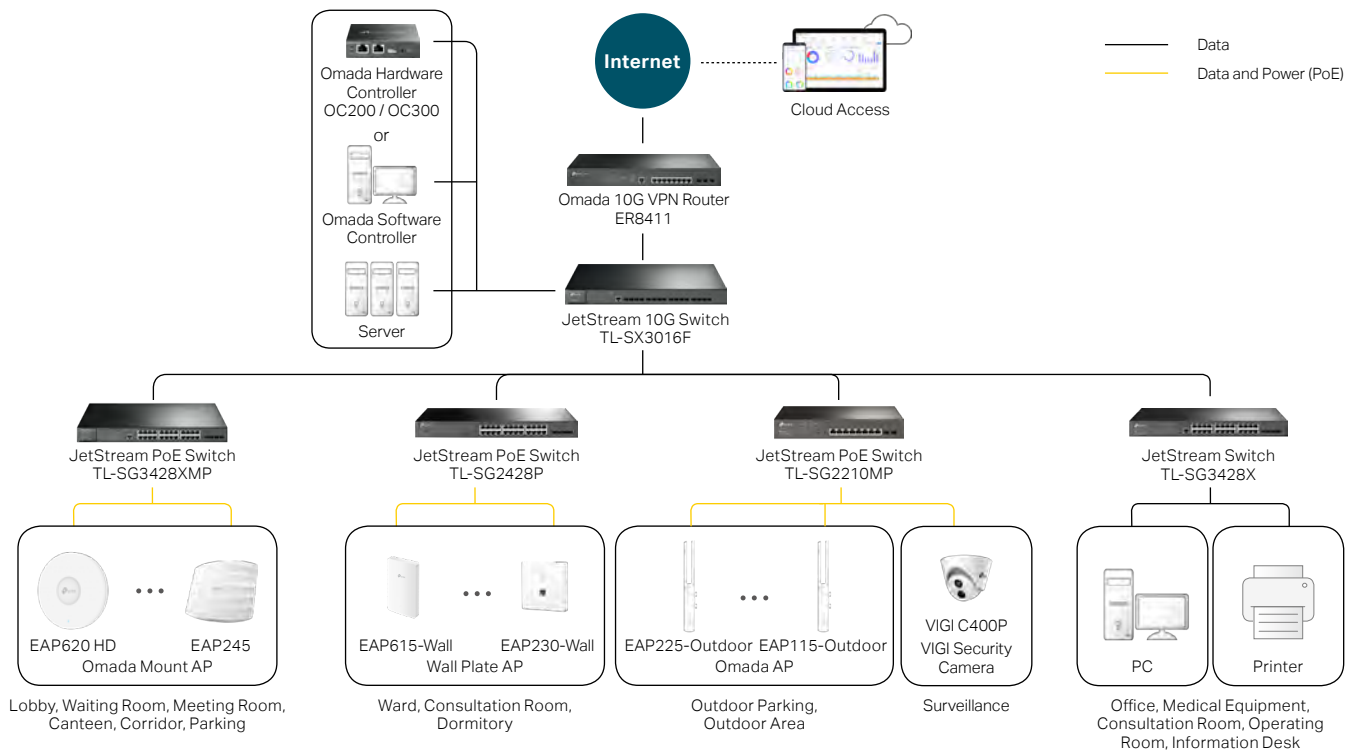 Omada Hardware
Controller
OC200 / OC300
or
Omada Software
Controller
Server
Internet
Cloud Access
Data
Data and Power (PoE)
Omada 10G VPN Router
ER8411
JetStream 10G Switch
TL-SX3016F
JetStream PoE Switch
TL-SG3428XMP
JetStream PoE Switch
TL-SG2428P
JetStream PoE Switch
TL-SG2210MP
JetStream Switch
TL-SG3428X
EAP620 HD
EAP245
Omada Mount AP
Lobby, Waiting Room, Meeting Room,
Canteen, Corridor, Parking
EAP615-Wall
EAP230-Wall
Wall Plate AP
Ward, Consultation Room,
Dormitory
EAP225-Outdoor
EAP115-Outdoor
Omada AP
Outdoor Parking,
Outdoor Area
VIGI C400P
VIGI Security
Camera
Surveillance
PC
Printer
Office, Medical Equipment,
Consultation Room, Operating
Room, Information Desk